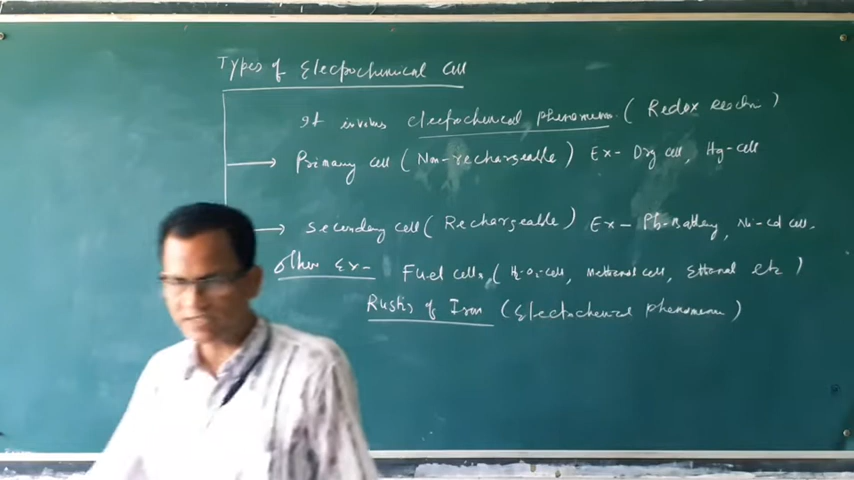 Types of Electrochemical Cell
It involves electrochemical phenomenon (Redox reactn)
Primary cell (Non-rechargeable) Ex- Dry cell, Hg-cell
Secondary cell (Rechargeable) Ex- Pb-Battery, Ni-cd cell.
Other Ex- Fuel cells, (H2-O2-cell, Methanol cell, Ethanol etc)
Rusting of Iron (Electrochemical phenomenon)